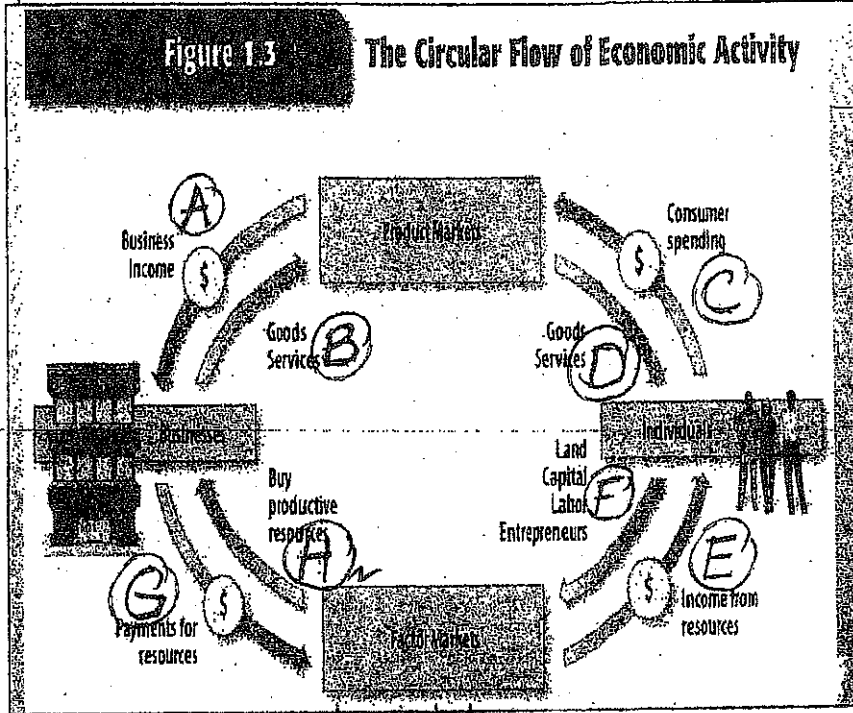 Figure 1.3 The Circular Flow of Economic Activity
A
Business
Income
$
Product Markets
Consumer
spending
$
C
Goods
Services
B
Goods
Services
D
Businesses
Individuals
Buy
productive
resources
H
Land
Capital
Labor
Entrepreneurs
F
G
$
Payments for
resources
Factor Markets
$
E
Income from
resources